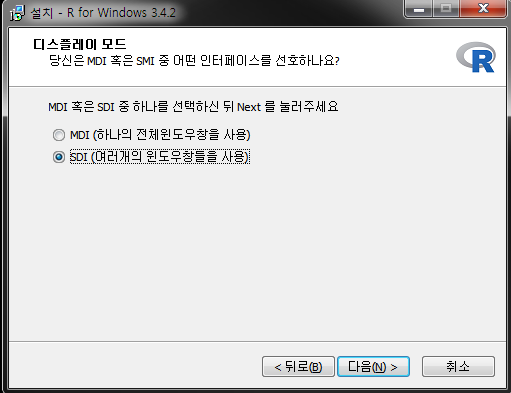 설치 - R for Windows 3.4.2
디스플레이 모드
당신은 MDI 혹은 SMI 중 어떤 인터페이스를 선호하나요?
R
MDI 혹은 SDI 중 하나를 선택하신 뒤 Next 를 눌러주세요
MDI (하나의 전체윈도우창을 사용)
SDI (여러개의 윈도우창들을 사용)
< 뒤로(B) 다음(N) > 취소